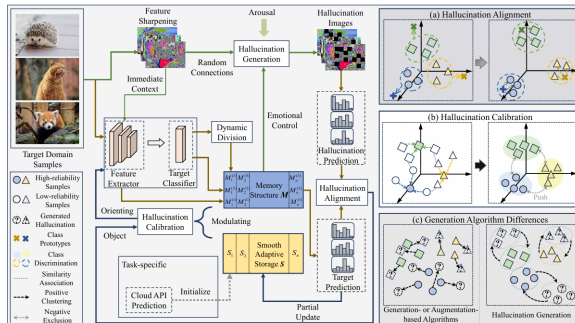 Feature
Sharpening
Arousal
Hallucination
Images
Hallucination
Generation
Random
Connections
Immediate
Context
Target Domain
Samples
Dynamic
Division
Emotional
Control
Feature
Extractor
Target
Classifier
Memory
Structure M
Hallucination
Prediction
Hallucination
Alignment
Orienting
Object
Hallucination
Calibration
Modulating
Smooth
Adaptive
Storage S
Target
Prediction
Task-specific
Cloud API
Prediction
Initialize
Partial
Update
High-reliability
Samples
Low-reliability
Samples
Generated
Hallucination
Class
Prototypes
Class
Discrimination
Similarity
Association
Positive
Clustering
Negative
Exclusion
(a) Hallucination Alignment
(b) Hallucination Calibration
Push
(c) Generation Algorithm Differences
Generation- or Augmentation-
based Algorithms
Hallucination Generation